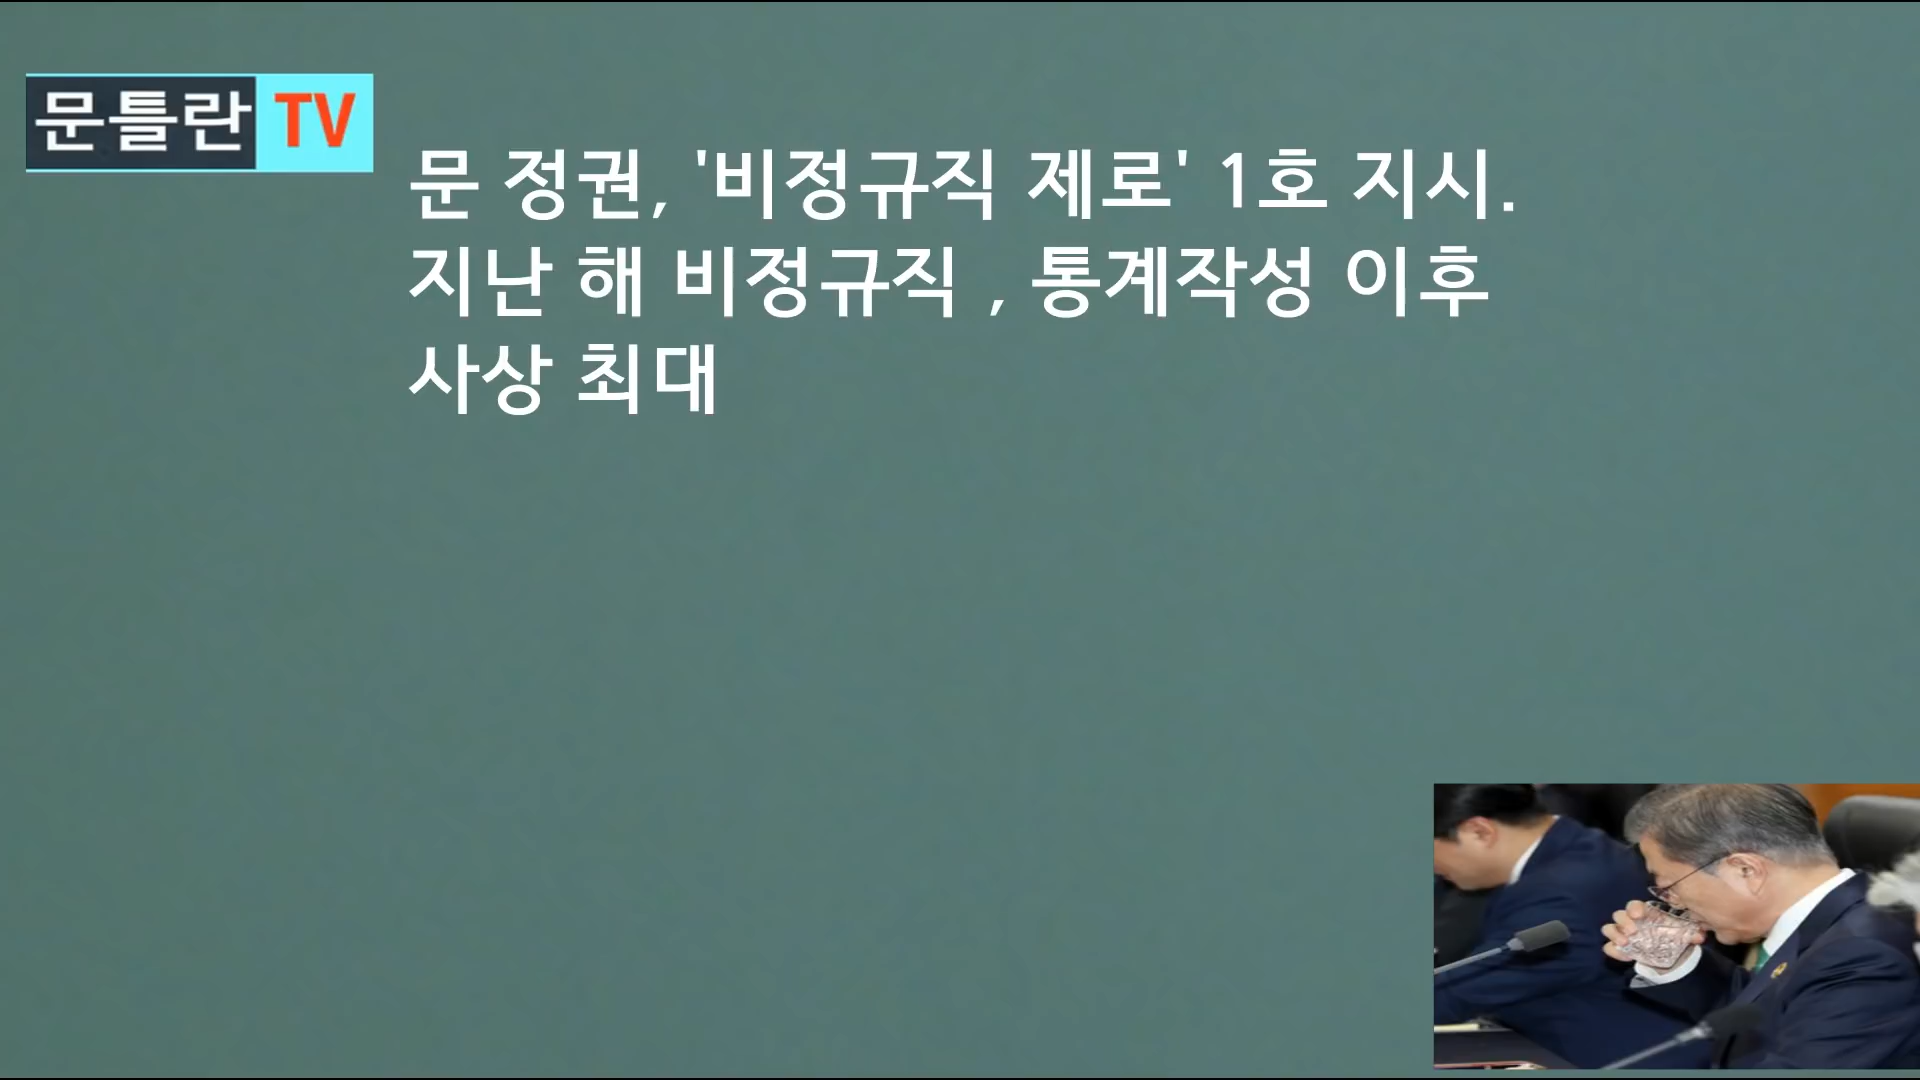 문틀란 TV
문 정권, '비정규직 제로' 1호 지시.
지난 해 비정규직 , 통계작성 이후
사상 최대